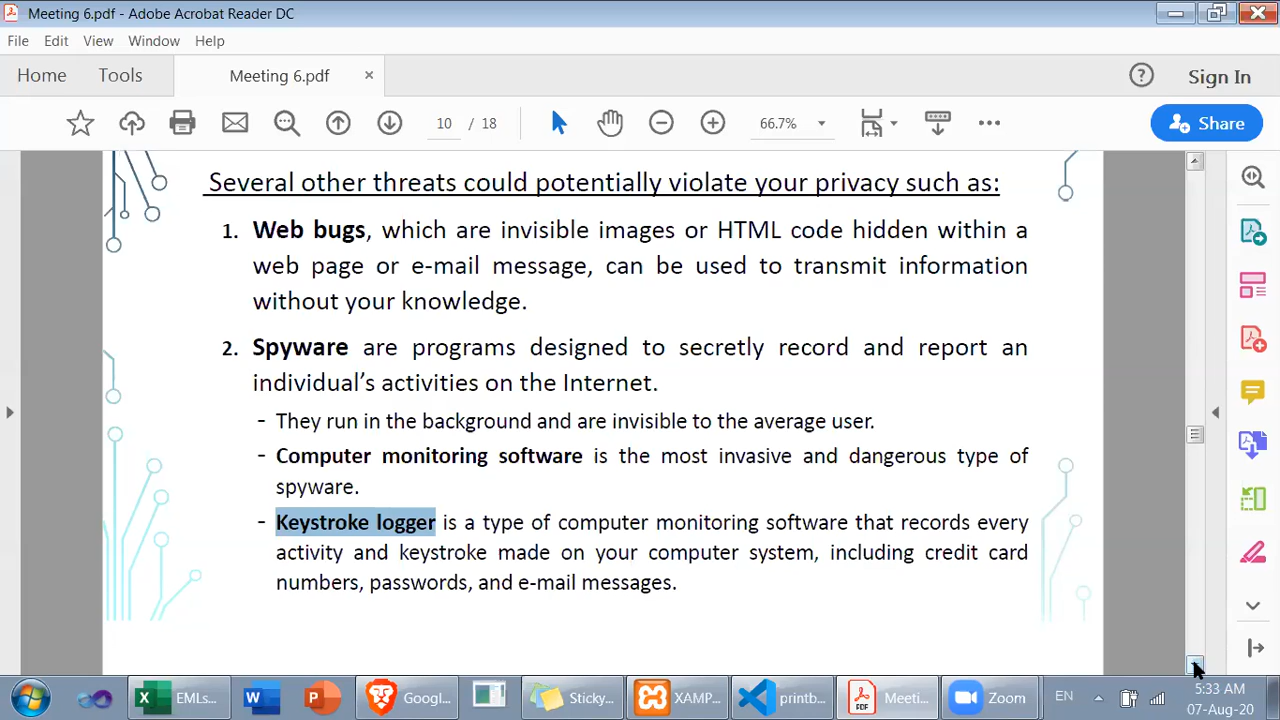 Meeting 6.pdf - Adobe Acrobat Reader DC
File Edit View Window Help
Home Tools Meeting 6.pdf × ? Sign In
10 / 18 66.7% Share
Several other threats could potentially violate your privacy such as:
1. Web bugs, which are invisible images or HTML code hidden within a
web page or e-mail message, can be used to transmit information
without your knowledge.
2. Spyware are programs designed to secretly record and report an
individual's activities on the Internet.
- They run in the background and are invisible to the average user.
- Computer monitoring software is the most invasive and dangerous type of
spyware.
- Keystroke logger is a type of computer monitoring software that records every
activity and keystroke made on your computer system, including credit card
numbers, passwords, and e-mail messages.
EMLs... Googl... Sticky... XAMP... printb... Meeti... Zoom EN 5:33 AM
07-Aug-20